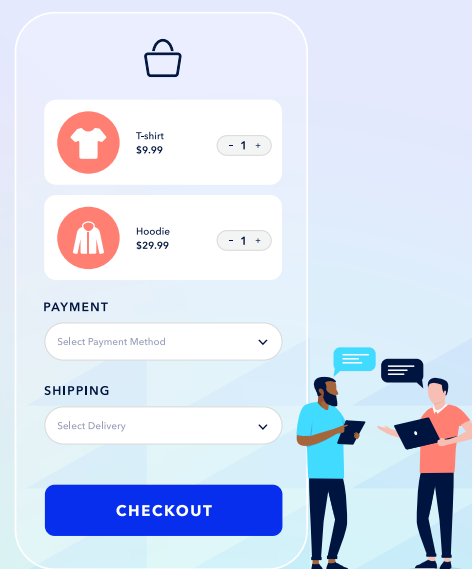 T-shirt
$9.99
- 1 +
Hoodie
$29.99
- 1 +
PAYMENT
Select Payment Method
SHIPPING
Select Delivery
CHECKOUT